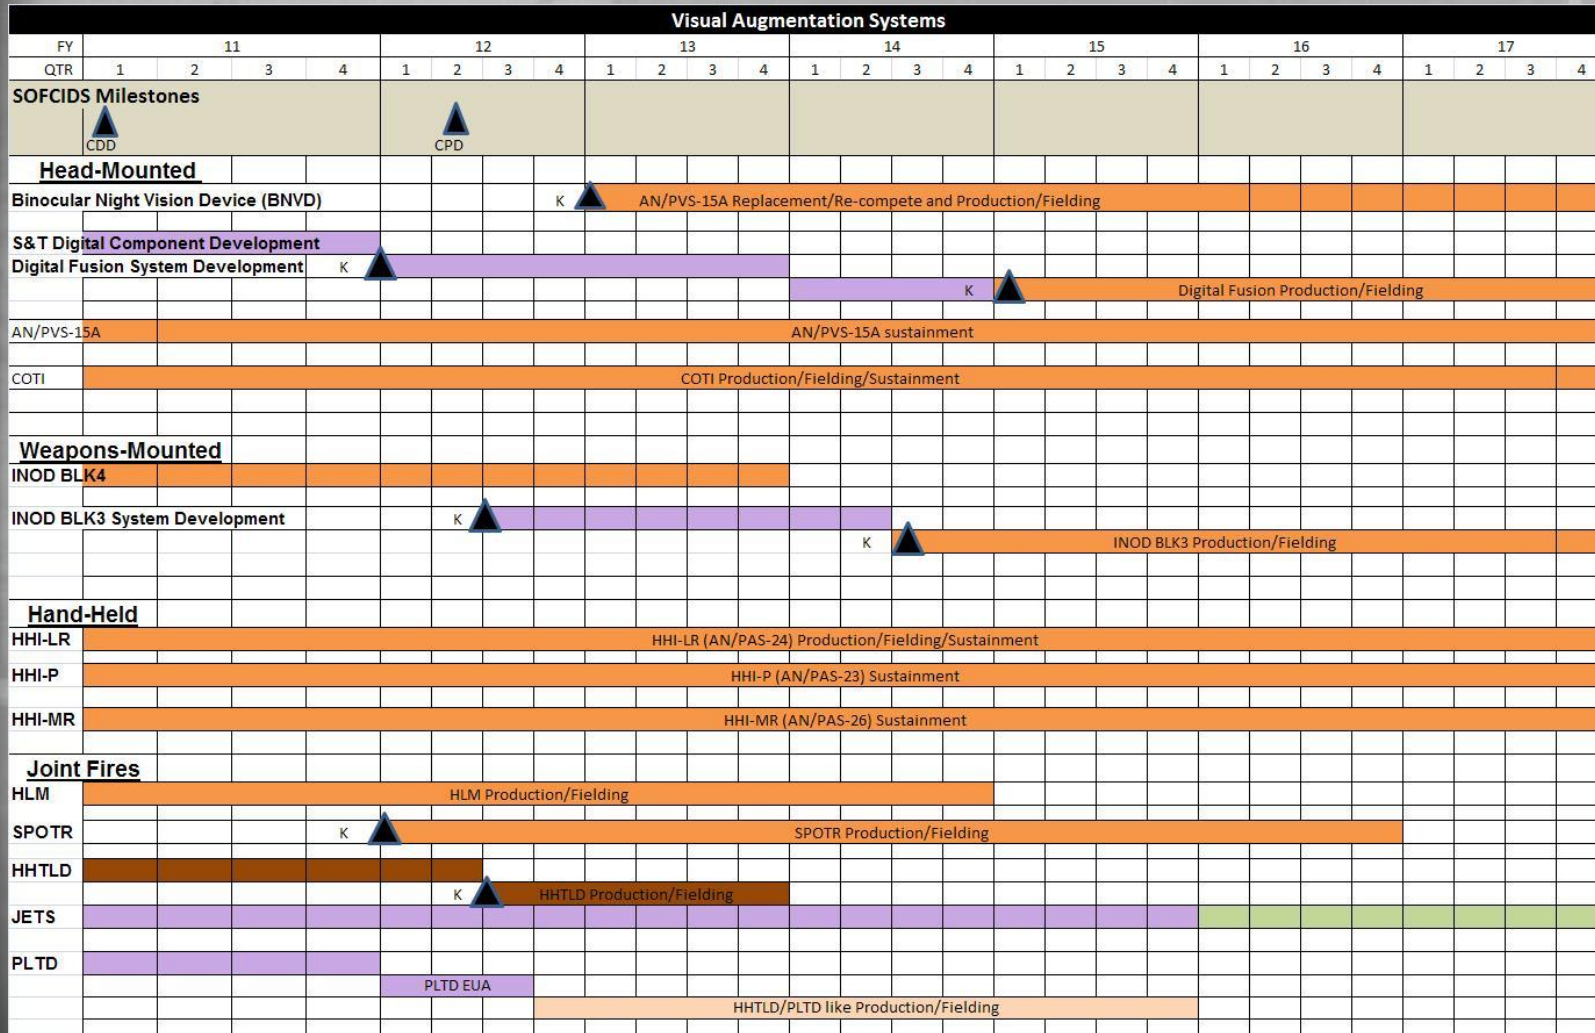 Visual Augmentation Systems
FY 11 12 13 14 15 16 17
QTR 1 2 3 4 1 2 3 4 1 2 3 4 1 2 3 4 1 2 3 4 1 2 3 4 1 2 3 4
SOFCIDS Milestones
CDD CPD
Head-Mounted
Binocular Night Vision Device (BNVD) K AN/PVS-15A Replacement/Re-compete and Production/Fielding
S&T Digital Component Development
Digital Fusion System Development K
K Digital Fusion Production/Fielding
AN/PVS-15A AN/PVS-15A sustainment
COTI COTI Production/Fielding/Sustainment
Weapons-Mounted
INOD BLK4
INOD BLK3 System Development K
K INOD BLK3 Production/Fielding
Hand-Held
HHI-LR HHI-LR (AN/PAS-24) Production/Fielding/Sustainment
HHI-P HHI-P (AN/PAS-23) Sustainment
HHI-MR HHI-MR (AN/PAS-26) Sustainment
Joint Fires
HLM HLM Production/Fielding
SPOTR K SPOTR Production/Fielding
HHTLD
K HHTLD Production/Fielding
JETS
PLTD
PLTD EUA
HHTLD/PLTD like Production/Fielding